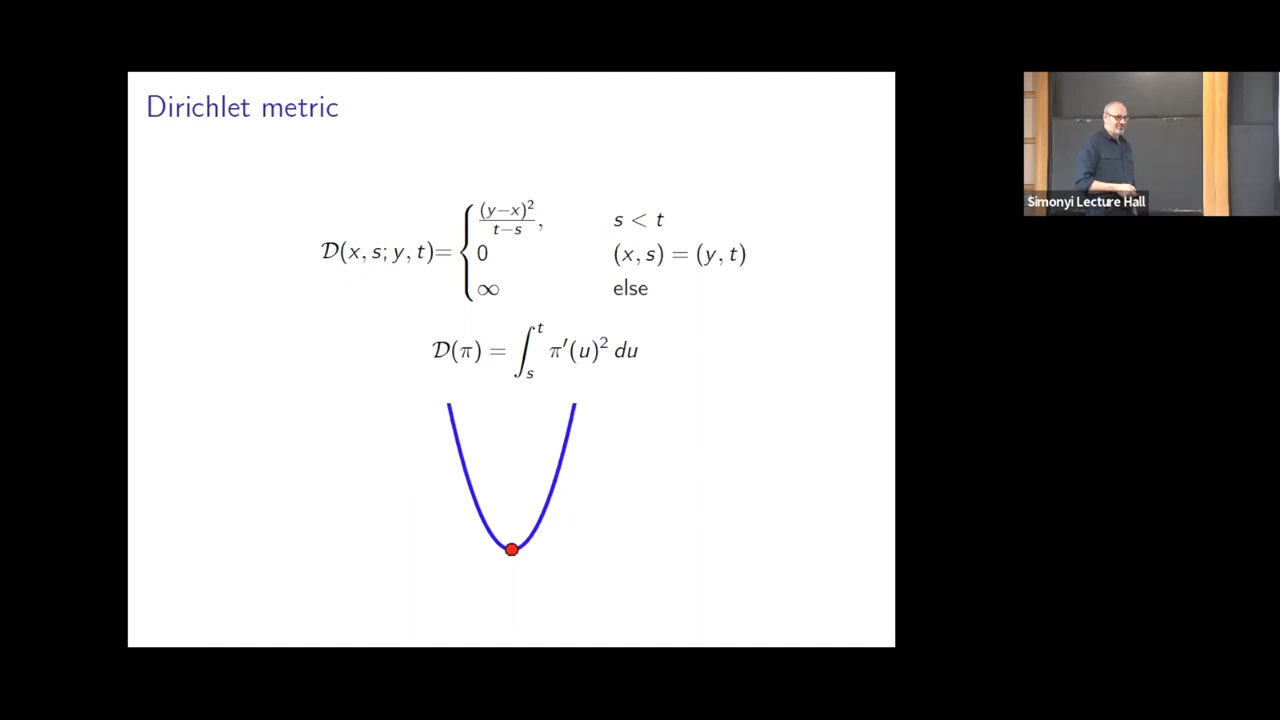 Dirichlet metric
D(x, s; y, t)= { (y−x)²/(t−s), s < t
0 (x, s) = (y, t)
∞ else
D(π) = ∫_s^t π′(u)² du
Simonyi Lecture Hall